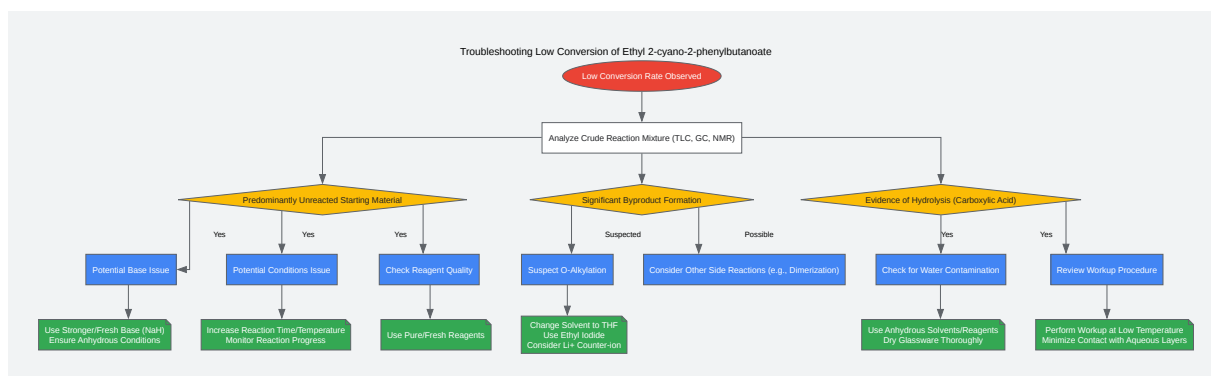 Troubleshooting Low Conversion of Ethyl 2-cyano-2-phenylbutanoate
Low Conversion Rate Observed
Analyze Crude Reaction Mixture (TLC, GC, NMR)
Predominantly Unreacted Starting Material
Significant Byproduct Formation
Evidence of Hydrolysis (Carboxylic Acid)
Yes
Yes
Yes
Suspected
Possible
Yes
Yes
Potential Base Issue
Potential Conditions Issue
Check Reagent Quality
Suspect O-Alkylation
Consider Other Side Reactions (e.g., Dimerization)
Check for Water Contamination
Review Workup Procedure
Use Stronger/Fresh Base (NaH)
Ensure Anhydrous Conditions
Increase Reaction Time/Temperature
Monitor Reaction Progress
Use Pure/Fresh Reagents
Change Solvent to THF
Use Ethyl Iodide
Consider Li+ Counter-ion
Use Anhydrous Solvents/Reagents
Dry Glassware Thoroughly
Perform Workup at Low Temperature
Minimize Contact with Aqueous Layers